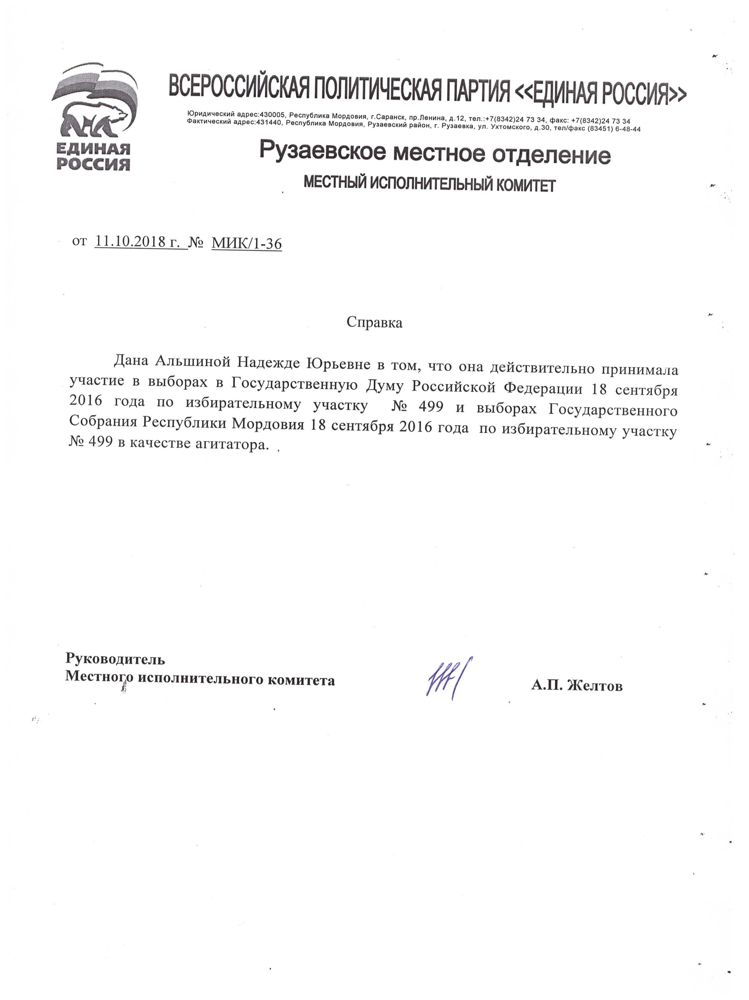 ВСЕРОССИЙСКАЯ ПОЛИТИЧЕСКАЯ ПАРТИЯ <<ЕДИНАЯ РОССИЯ>>
Юридический адрес:430005, Республика Мордовия, г.Саранск, пр.Ленина, д.12, тел.:+7(8342)24 73 34, факс: +7(8342)24 73 34
Фактический адрес:431440, Республика Мордовия, Рузаевский район, г. Рузаевка, ул. Ухтомского, д.30, тел/факс (83451) 6-48-44
ЕДИНАЯ
РОССИЯ
Рузаевское местное отделение
МЕСТНЫЙ ИСПОЛНИТЕЛЬНЫЙ КОМИТЕТ
от 11.10.2018 г. № МИК/1-36
Справка
Дана Альшиной Надежде Юрьевне в том, что она действительно принимала
участие в выборах в Государственную Думу Российской Федерации 18 сентября
2016 года по избирательному участку № 499 и выборах Государственного
Собрания Республики Мордовия 18 сентября 2016 года по избирательному участку
№ 499 в качестве агитатора.
Руководитель
Местного исполнительного комитета А.П. Желтов